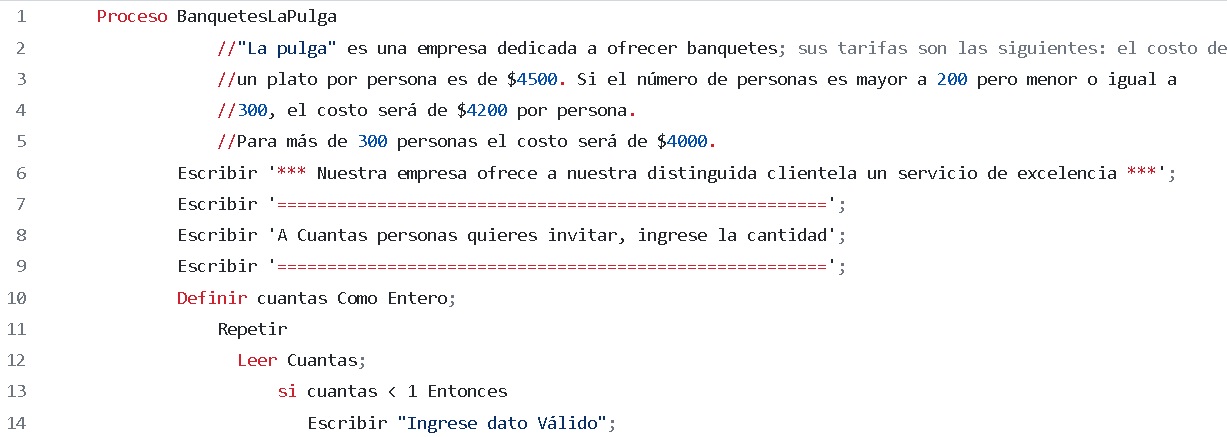 1 Proceso BanquetesLaPulga
2 //"La pulga" es una empresa dedicada a ofrecer banquetes; sus tarifas son las siguientes: el costo de
3 //un plato por persona es de $4500. Si el número de personas es mayor a 200 pero menor o igual a
4 //300, el costo será de $4200 por persona.
5 //Para más de 300 personas el costo será de $4000.
6 Escribir '*** Nuestra empresa ofrece a nuestra distinguida clientela un servicio de excelencia ***';
7 Escribir '=======================================================';
8 Escribir 'A Cuantas personas quieres invitar, ingrese la cantidad';
9 Escribir '=======================================================';
10 Definir cuantas Como Entero;
11 Repetir
12 Leer Cuantas;
13 si cuantas < 1 Entonces
14 Escribir "Ingrese dato Válido";